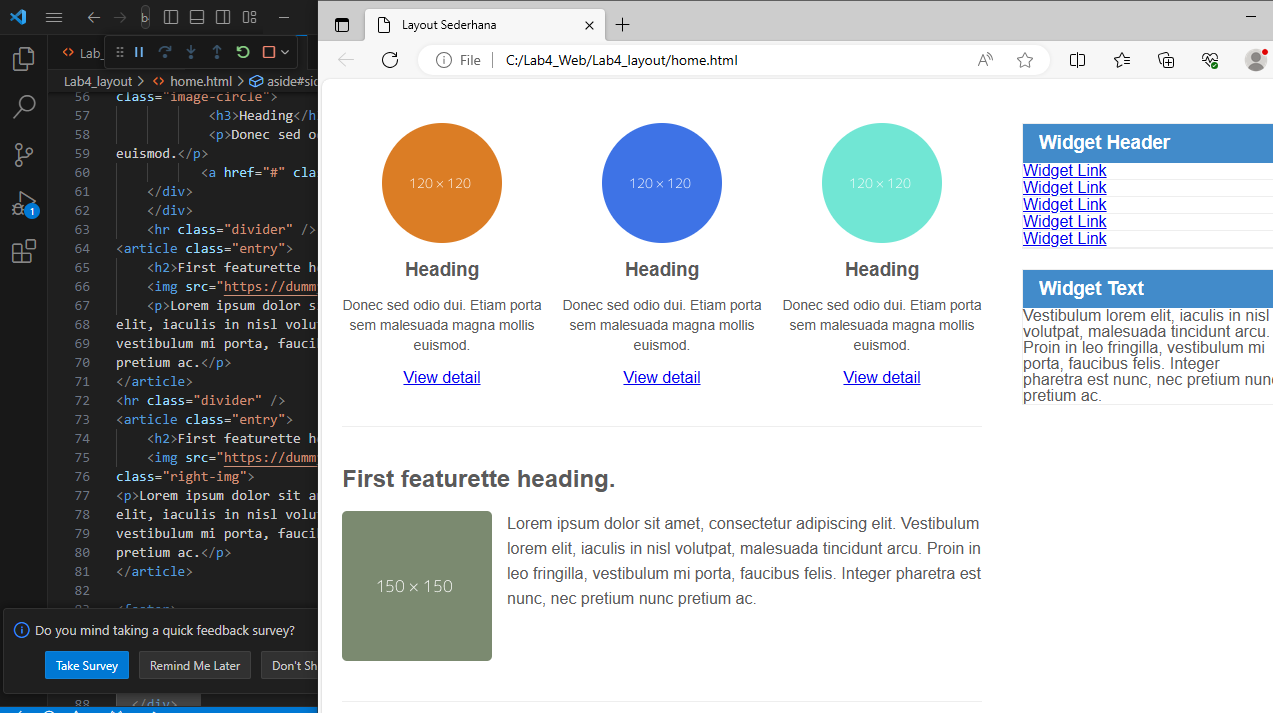 b
Lab_
Lab4_layout > home.html > aside#sic
56 class="image-circle">
57 <h3>Heading</h
58 <p>Donec sed o
59 euismod.</p>
60 <a href="#" clas
61 </div>
62 </div>
63 <hr class="divider" />
64 <article class="entry">
65 <h2>First featurette h
66 <img src="https://dumm
67 <p>Lorem ipsum dolor s
68 elit, iaculis in nisl volu
69 vestibulum mi porta, fauci
70 pretium ac.</p>
71 </article>
72 <hr class="divider" />
73 <article class="entry">
74 <h2>First featurette h
75 <img src="https://dumm
76 class="right-img">
77 <p>Lorem ipsum dolor sit a
78 elit, iaculis in nisl volu
79 vestibulum mi porta, fauci
80 pretium ac.</p>
81 </article>
82
1
Do you mind taking a quick feedback survey?
Take Survey
Remind Me Later
Don't Sh
88 </div>
Layout Sederhana
File
C:/Lab4_Web/Lab4_layout/home.html
120 × 120
120 × 120
120 × 120
Heading
Heading
Heading
Donec sed odio dui. Etiam porta
sem malesuada magna mollis
euismod.
Donec sed odio dui. Etiam porta
sem malesuada magna mollis
euismod.
Donec sed odio dui. Etiam porta
sem malesuada magna mollis
euismod.
View detail
View detail
View detail
First featurette heading.
150 × 150
Lorem ipsum dolor sit amet, consectetur adipiscing elit. Vestibulum
lorem elit, iaculis in nisl volutpat, malesuada tincidunt arcu. Proin in
leo fringilla, vestibulum mi porta, faucibus felis. Integer pharetra est
nunc, nec pretium nunc pretium ac.
Widget Header
Widget Link
Widget Link
Widget Link
Widget Link
Widget Link
Widget Text
Vestibulum lorem elit, iaculis in nisl
volutpat, malesuada tincidunt arcu.
Proin in leo fringilla, vestibulum mi
porta, faucibus felis. Integer
pharetra est nunc, nec pretium nunc
pretium ac.